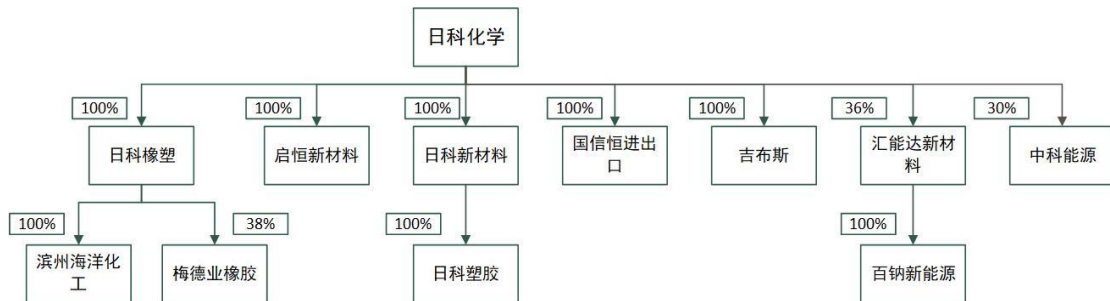 日科化学
100%
100%
100%
100%
100%
36%
30%
日科橡塑
启恒新材料
日科新材料
国信恒进出
口
吉布斯
汇能达新材
料
中科能源
100%
38%
100%
100%
滨州海洋化
工
梅德业橡胶
日科塑胶
百钠新能源